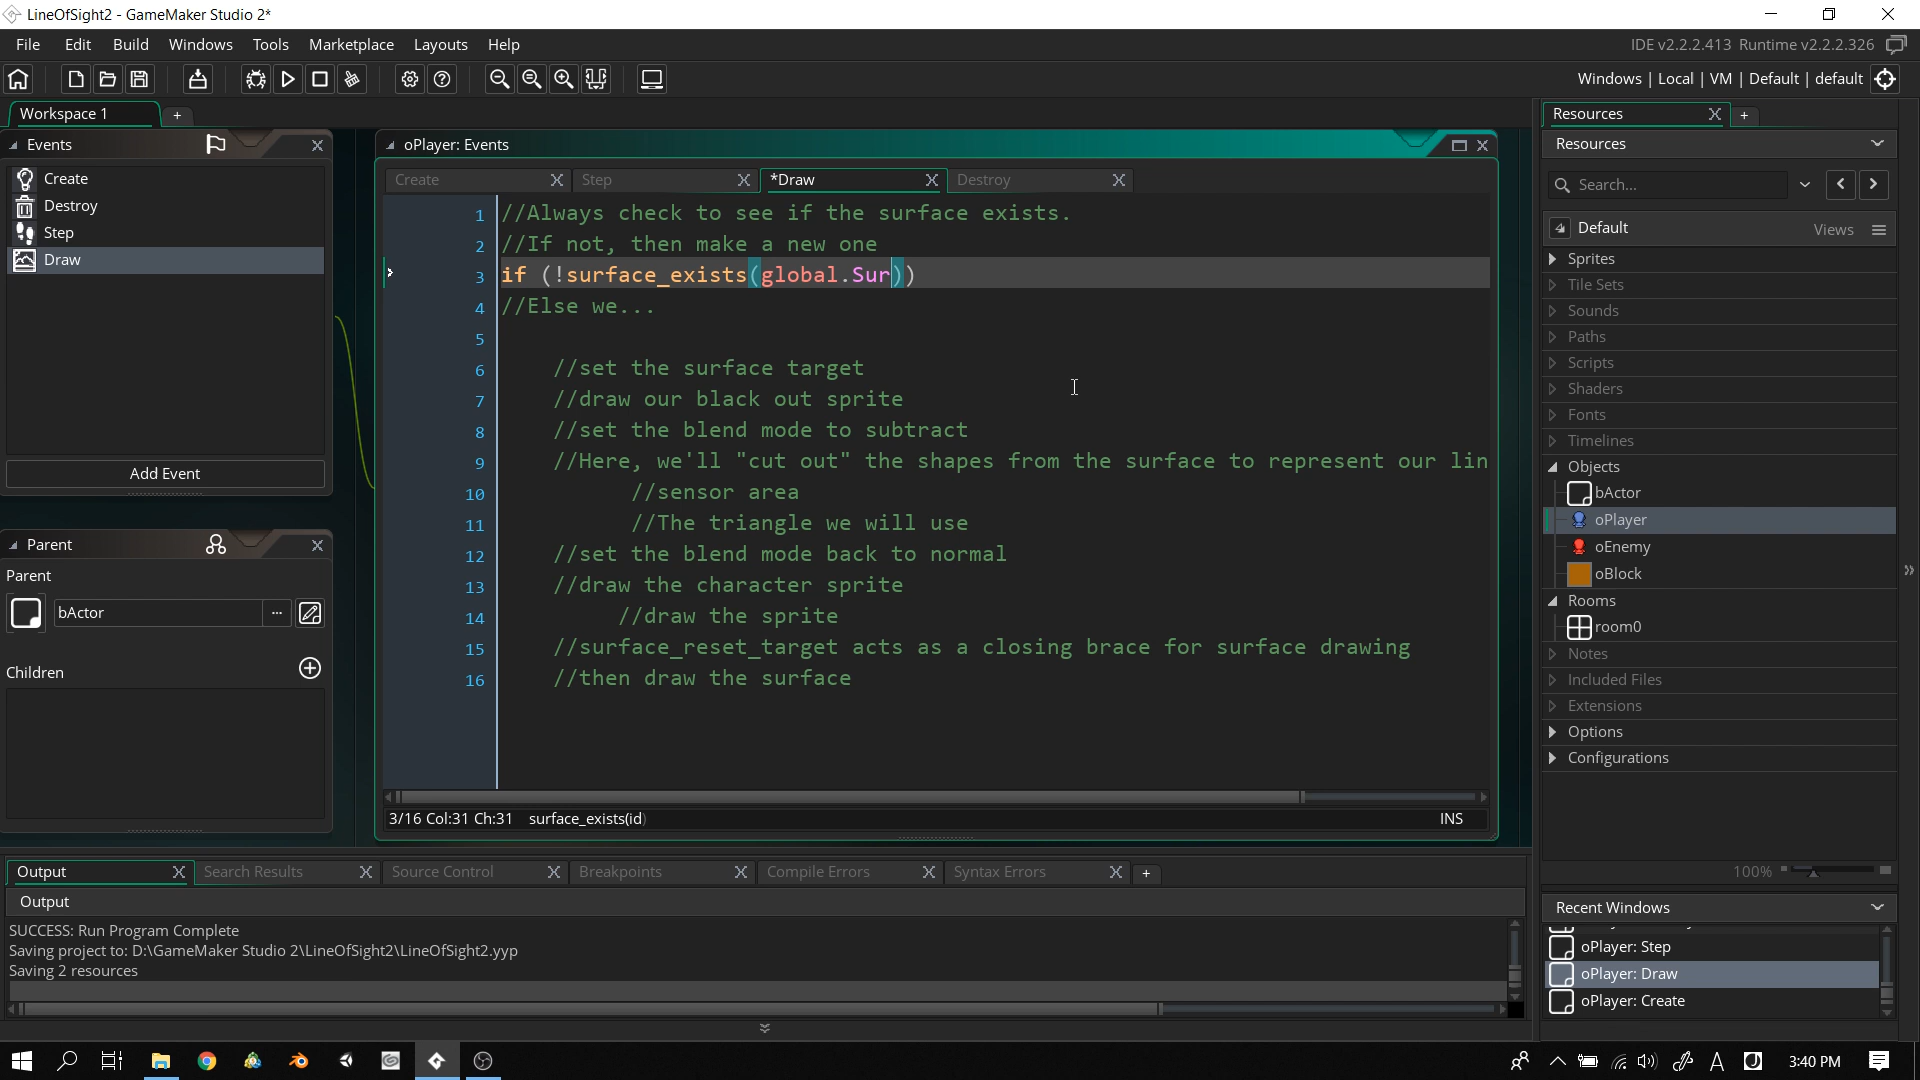 LineOfSight2 - GameMaker Studio 2*
File Edit Build Windows Tools Marketplace Layouts Help
IDE v2.2.2.413 Runtime v2.2.2.326
Windows | Local | VM | Default | default
Workspace 1
+
Events
Create
Destroy
Step
Draw
Add Event
Parent
Parent
bActor
...
Children
oPlayer: Events
Create
Step
*Draw
Destroy
1 //Always check to see if the surface exists.
2 //If not, then make a new one
3 if (!surface_exists(global.Sur))
4 //Else we...
5
6 //set the surface target
7 //draw our black out sprite
8 //set the blend mode to subtract
9 //Here, we'll "cut out" the shapes from the surface to represent our lin
10 //sensor area
11 //The triangle we will use
12 //set the blend mode back to normal
13 //draw the character sprite
14 //draw the sprite
15 //surface_reset_target acts as a closing brace for surface drawing
16 //then draw the surface
3/16 Col:31 Ch:31 surface_exists(id)
INS
Resources
+
Resources
Search...
Default
Views
Sprites
Tile Sets
Sounds
Paths
Scripts
Shaders
Fonts
Timelines
Objects
bActor
oPlayer
oEnemy
oBlock
Rooms
room0
Notes
Included Files
Extensions
Options
Configurations
100%
Recent Windows
oPlayer: Step
oPlayer: Draw
oPlayer: Create
Output
Search Results
Source Control
Breakpoints
Compile Errors
Syntax Errors
+
Output
SUCCESS: Run Program Complete
Saving project to: D:\GameMaker Studio 2\LineOfSight2\LineOfSight2.yyp
Saving 2 resources
3:40 PM